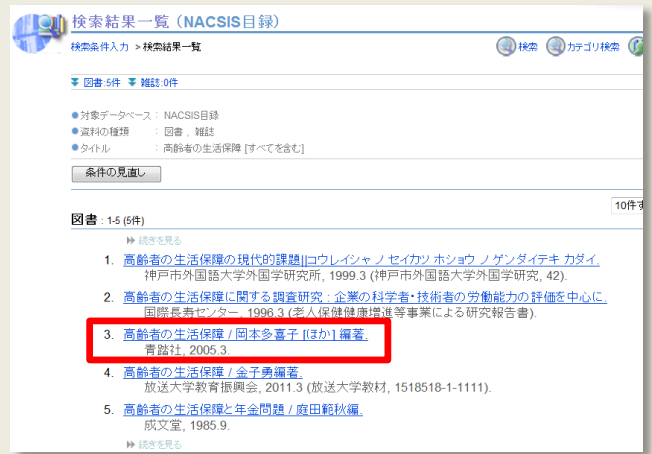 検索結果一覧（NACSIS目録）
検索条件入力 ＞検索結果一覧
検索 カテゴリ検索
図書:5件 雑誌:0件
●対象データベース： NACSIS目録
●資料の種類 ： 図書 , 雑誌
●タイトル ： 高齢者の生活保障 [すべてを含む]
条件の見直し
10件
図書 : 1-5 (5件)
続きを見る
1. 高齢者の生活保障の現代的課題||コウレイシャ ノ セイカツ ホショウ ノ ゲンダイテキ カダイ.
神戸市外国語大学外国学研究所, 1999.3 (神戸市外国語大学外国学研究, 42).
2. 高齢者の生活保障に関する調査研究 : 企業の科学者・技術者の労働能力の評価を中心に.
国際長寿センター, 1996.3 (老人保健健康増進等事業による研究報告書).
3. 高齢者の生活保障 / 岡本多喜子 [ほか] 編著.
青踏社, 2005.3.
4. 高齢者の生活保障 / 金子勇編著.
放送大学教育振興会, 2011.3 (放送大学教材, 1518518-1-1111).
5. 高齢者の生活保障と年金問題 / 庭田範秋編.
成文堂, 1985.9.
続きを見る